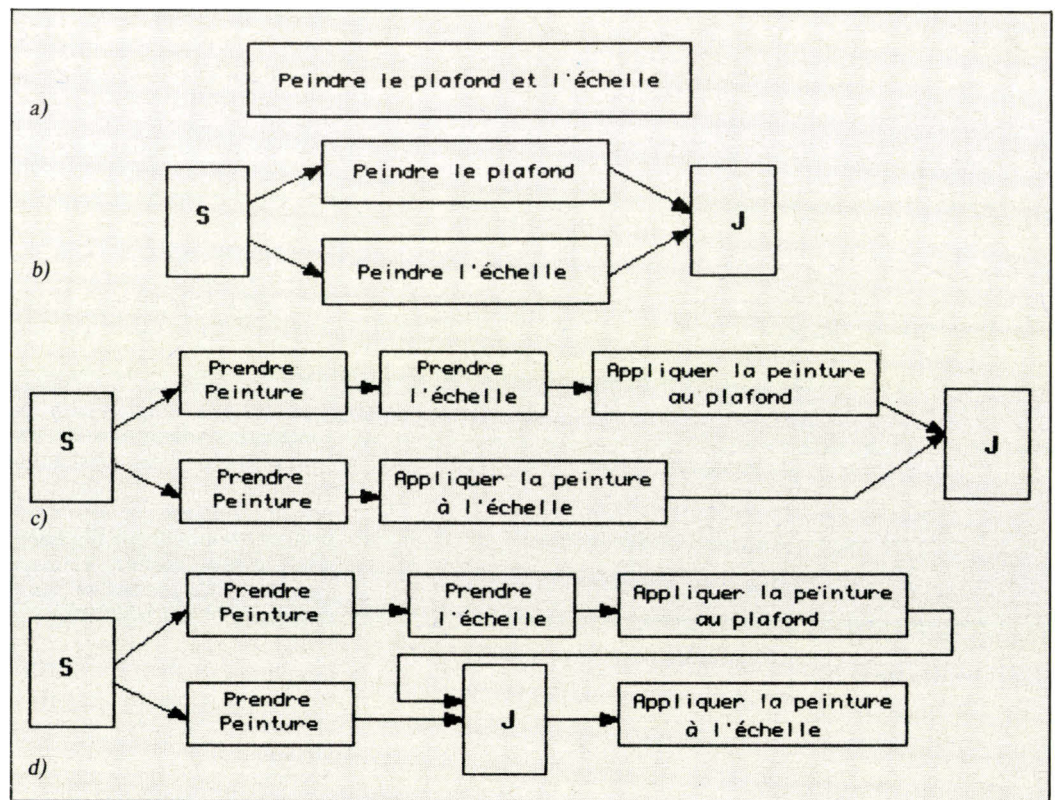 Peindre le plafond et l'échelle
a)
Peindre le plafond
S
J
Peindre l'échelle
b)
Prendre
Peinture
Prendre
l'échelle
Appliquer la peinture
au plafond
S
J
Prendre
Peinture
Appliquer la peinture
à l'échelle
c)
Prendre
Peinture
Prendre
l'échelle
Appliquer la peinture
au plafond
S
Prendre
Peinture
J
Appliquer la peinture
à l'échelle
d)